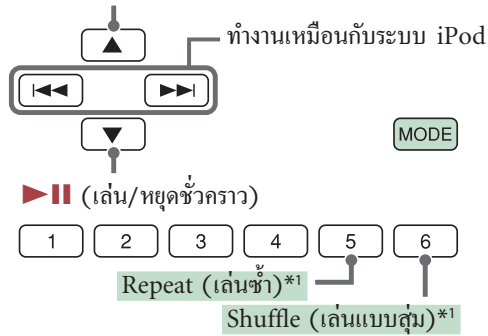 ทำงานเหมือนกับระบบ iPod
MODE
(เล่น/หยุดชั่วคราว)
1 2 3 4 5 6
Repeat (เล่นซ้ำ)*1
Shuffle (เล่นแบบสุ่ม)*1